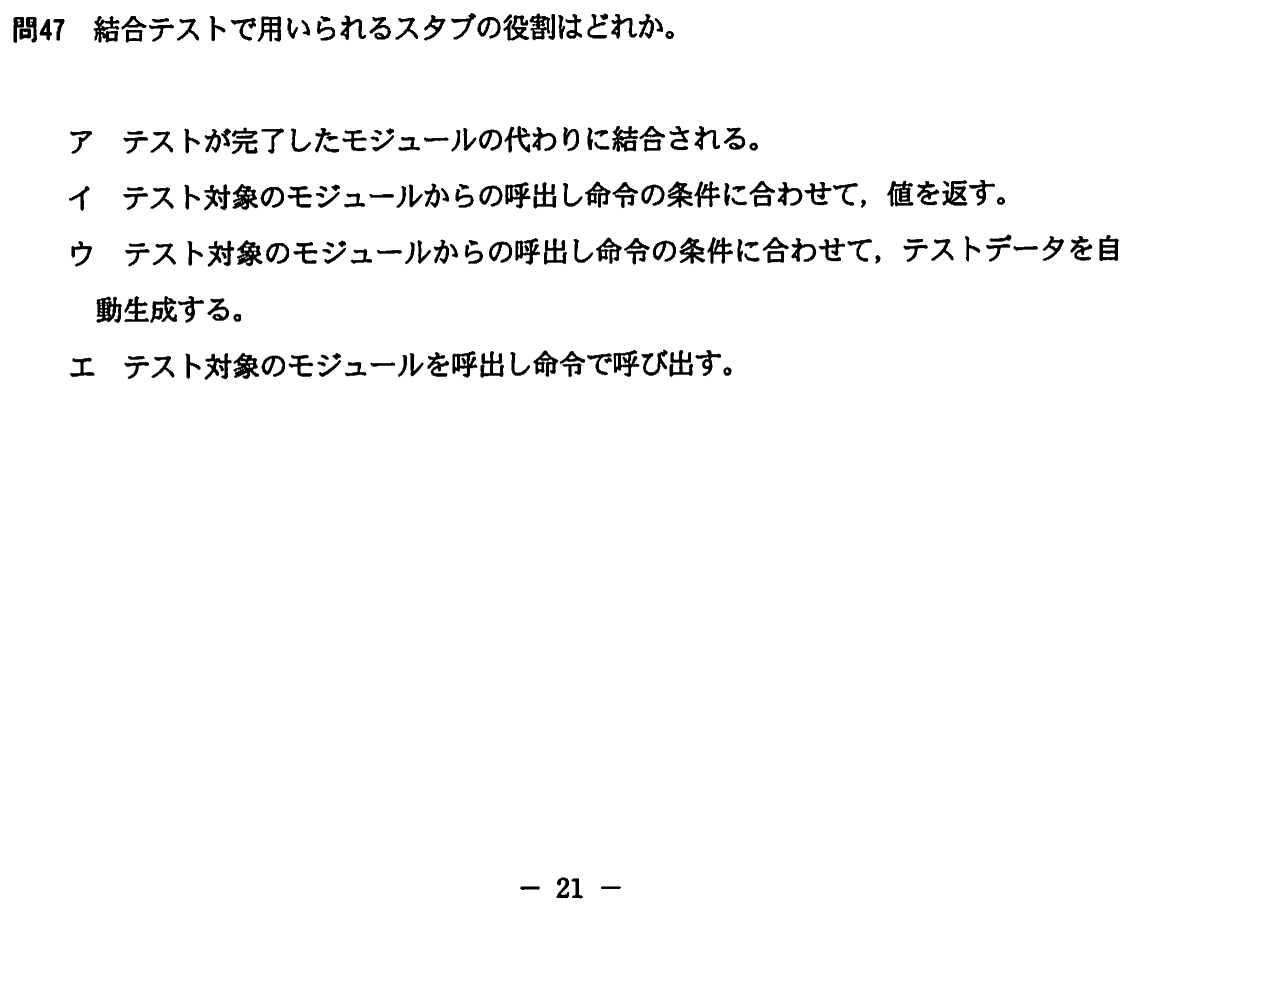 問47　結合テストで用いられるスタブの役割はどれか。
ア　テストが完了したモジュールの代わりに結合される。
イ　テスト対象のモジュールからの呼出し命令の条件に合わせて，値を返す。
ウ　テスト対象のモジュールからの呼出し命令の条件に合わせて，テストデータを自
動生成する。
エ　テスト対象のモジュールを呼出し命令で呼び出す。
－ 21 －